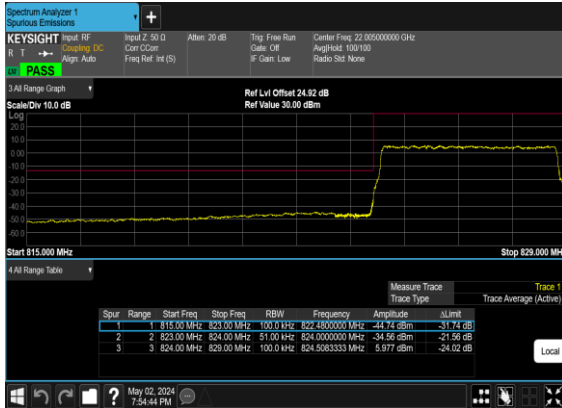 Spectrum Analyzer 1
Spurious Emissions
+
KEYSIGHT Input: RF Input Z: 50 Ω Atten: 20 dB Trig: Free Run Center Freq: 22.005000000 GHz
R T Coupling: DC Corr CCorr Gate: Off Avg|Hold: 100/100
Align: Auto Freq Ref: Int (S) IF Gain: Low Radio Std: None
PASS
3 All Range Graph
Ref Lvl Offset 24.92 dB
Scale/Div 10.0 dB Ref Value 30.00 dBm
Log
20.0
10.0
0.00
-10.0
-20.0
-30.0
-40.0
-50.0
-60.0
Start 815.000 MHz Stop 829.000 MHz
4 All Range Table
Measure Trace Trace 1
Trace Type Trace Average (Active)
Spur Range Start Freq Stop Freq RBW Frequency Amplitude ΔLimit
1 1 815.00 MHz 823.00 MHz 100.0 kHz 822.4800000 MHz -44.74 dBm -31.74 dB
2 2 823.00 MHz 824.00 MHz 51.00 kHz 824.0000000 MHz -34.56 dBm -21.56 dB
3 3 824.00 MHz 829.00 MHz 100.0 kHz 824.5083333 MHz 5.977 dBm -24.02 dB
Local
? May 02, 2024
7:54:44 PM